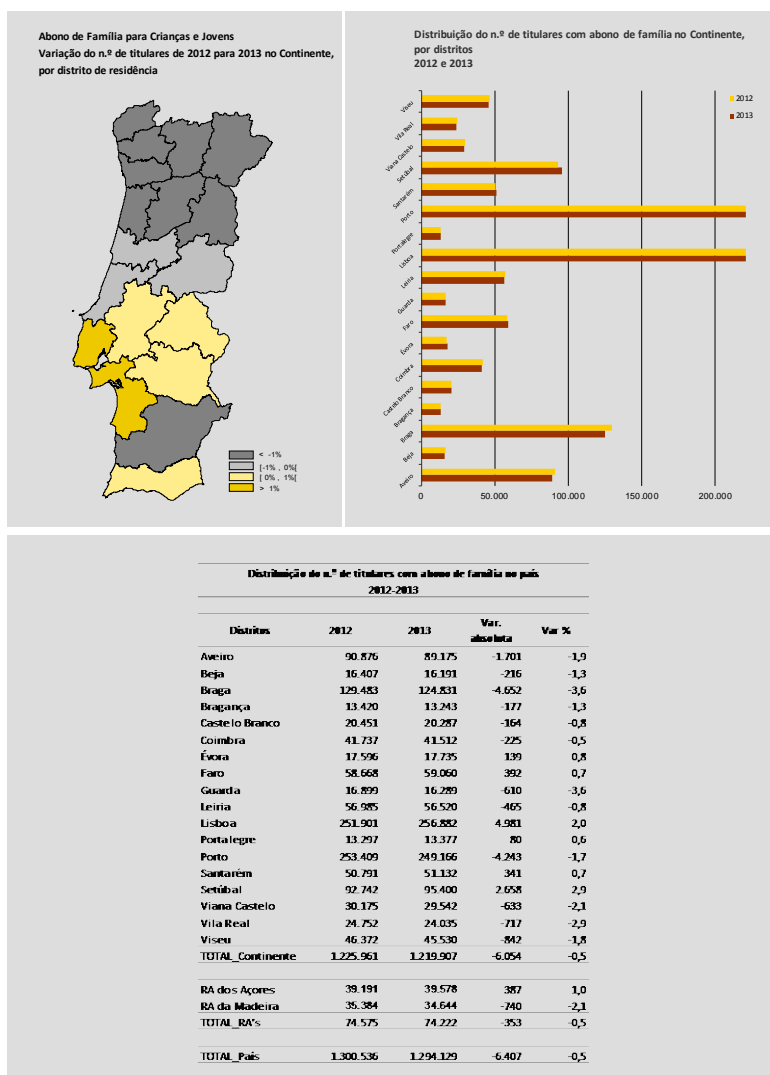 Abono de Família para Crianças e Jovens
Variação do n.º de titulares de 2012 para 2013 no Continente,
por distrito de residência
< -1%
[-1% , 0%[
[ 0% , 1%[
> 1%
Distribuição do n.º de titulares com abono de família no Continente,
por distritos
2012 e 2013
2012
2013
Viseu
Vila Real
Viana Castelo
Setúbal
Santarém
Porto
Portalegre
Lisboa
Leiria
Guarda
Faro
Évora
Coimbra
Castelo Branco
Bragança
Braga
Beja
Aveiro
0 50.000 100.000 150.000 200.000
Distribuição do n.º de titulares com abono de família no país
2012-2013
Distritos 2012 2013 Var. absoluta Var %
Aveiro 90.876 89.175 -1.701 -1,9
Beja 16.407 16.191 -216 -1,3
Braga 129.483 124.831 -4.652 -3,6
Bragança 13.420 13.243 -177 -1,3
Castelo Branco 20.451 20.287 -164 -0,8
Coimbra 41.737 41.512 -225 -0,5
Évora 17.596 17.735 139 0,8
Faro 58.668 59.060 392 0,7
Guarda 16.899 16.289 -610 -3,6
Leiria 56.985 56.520 -465 -0,8
Lisboa 251.901 256.882 4.981 2,0
Portalegre 13.297 13.377 80 0,6
Porto 253.409 249.166 -4.243 -1,7
Santarém 50.791 51.132 341 0,7
Setúbal 92.742 95.400 2.658 2,9
Viana Castelo 30.175 29.542 -633 -2,1
Vila Real 24.752 24.035 -717 -2,9
Viseu 46.372 45.530 -842 -1,8
TOTAL_Continente 1.225.961 1.219.907 -6.054 -0,5
RA dos Açores 39.191 39.578 387 1,0
RA da Madeira 35.384 34.644 -740 -2,1
TOTAL_RA's 74.575 74.222 -353 -0,5
TOTAL_País 1.300.536 1.294.129 -6.407 -0,5